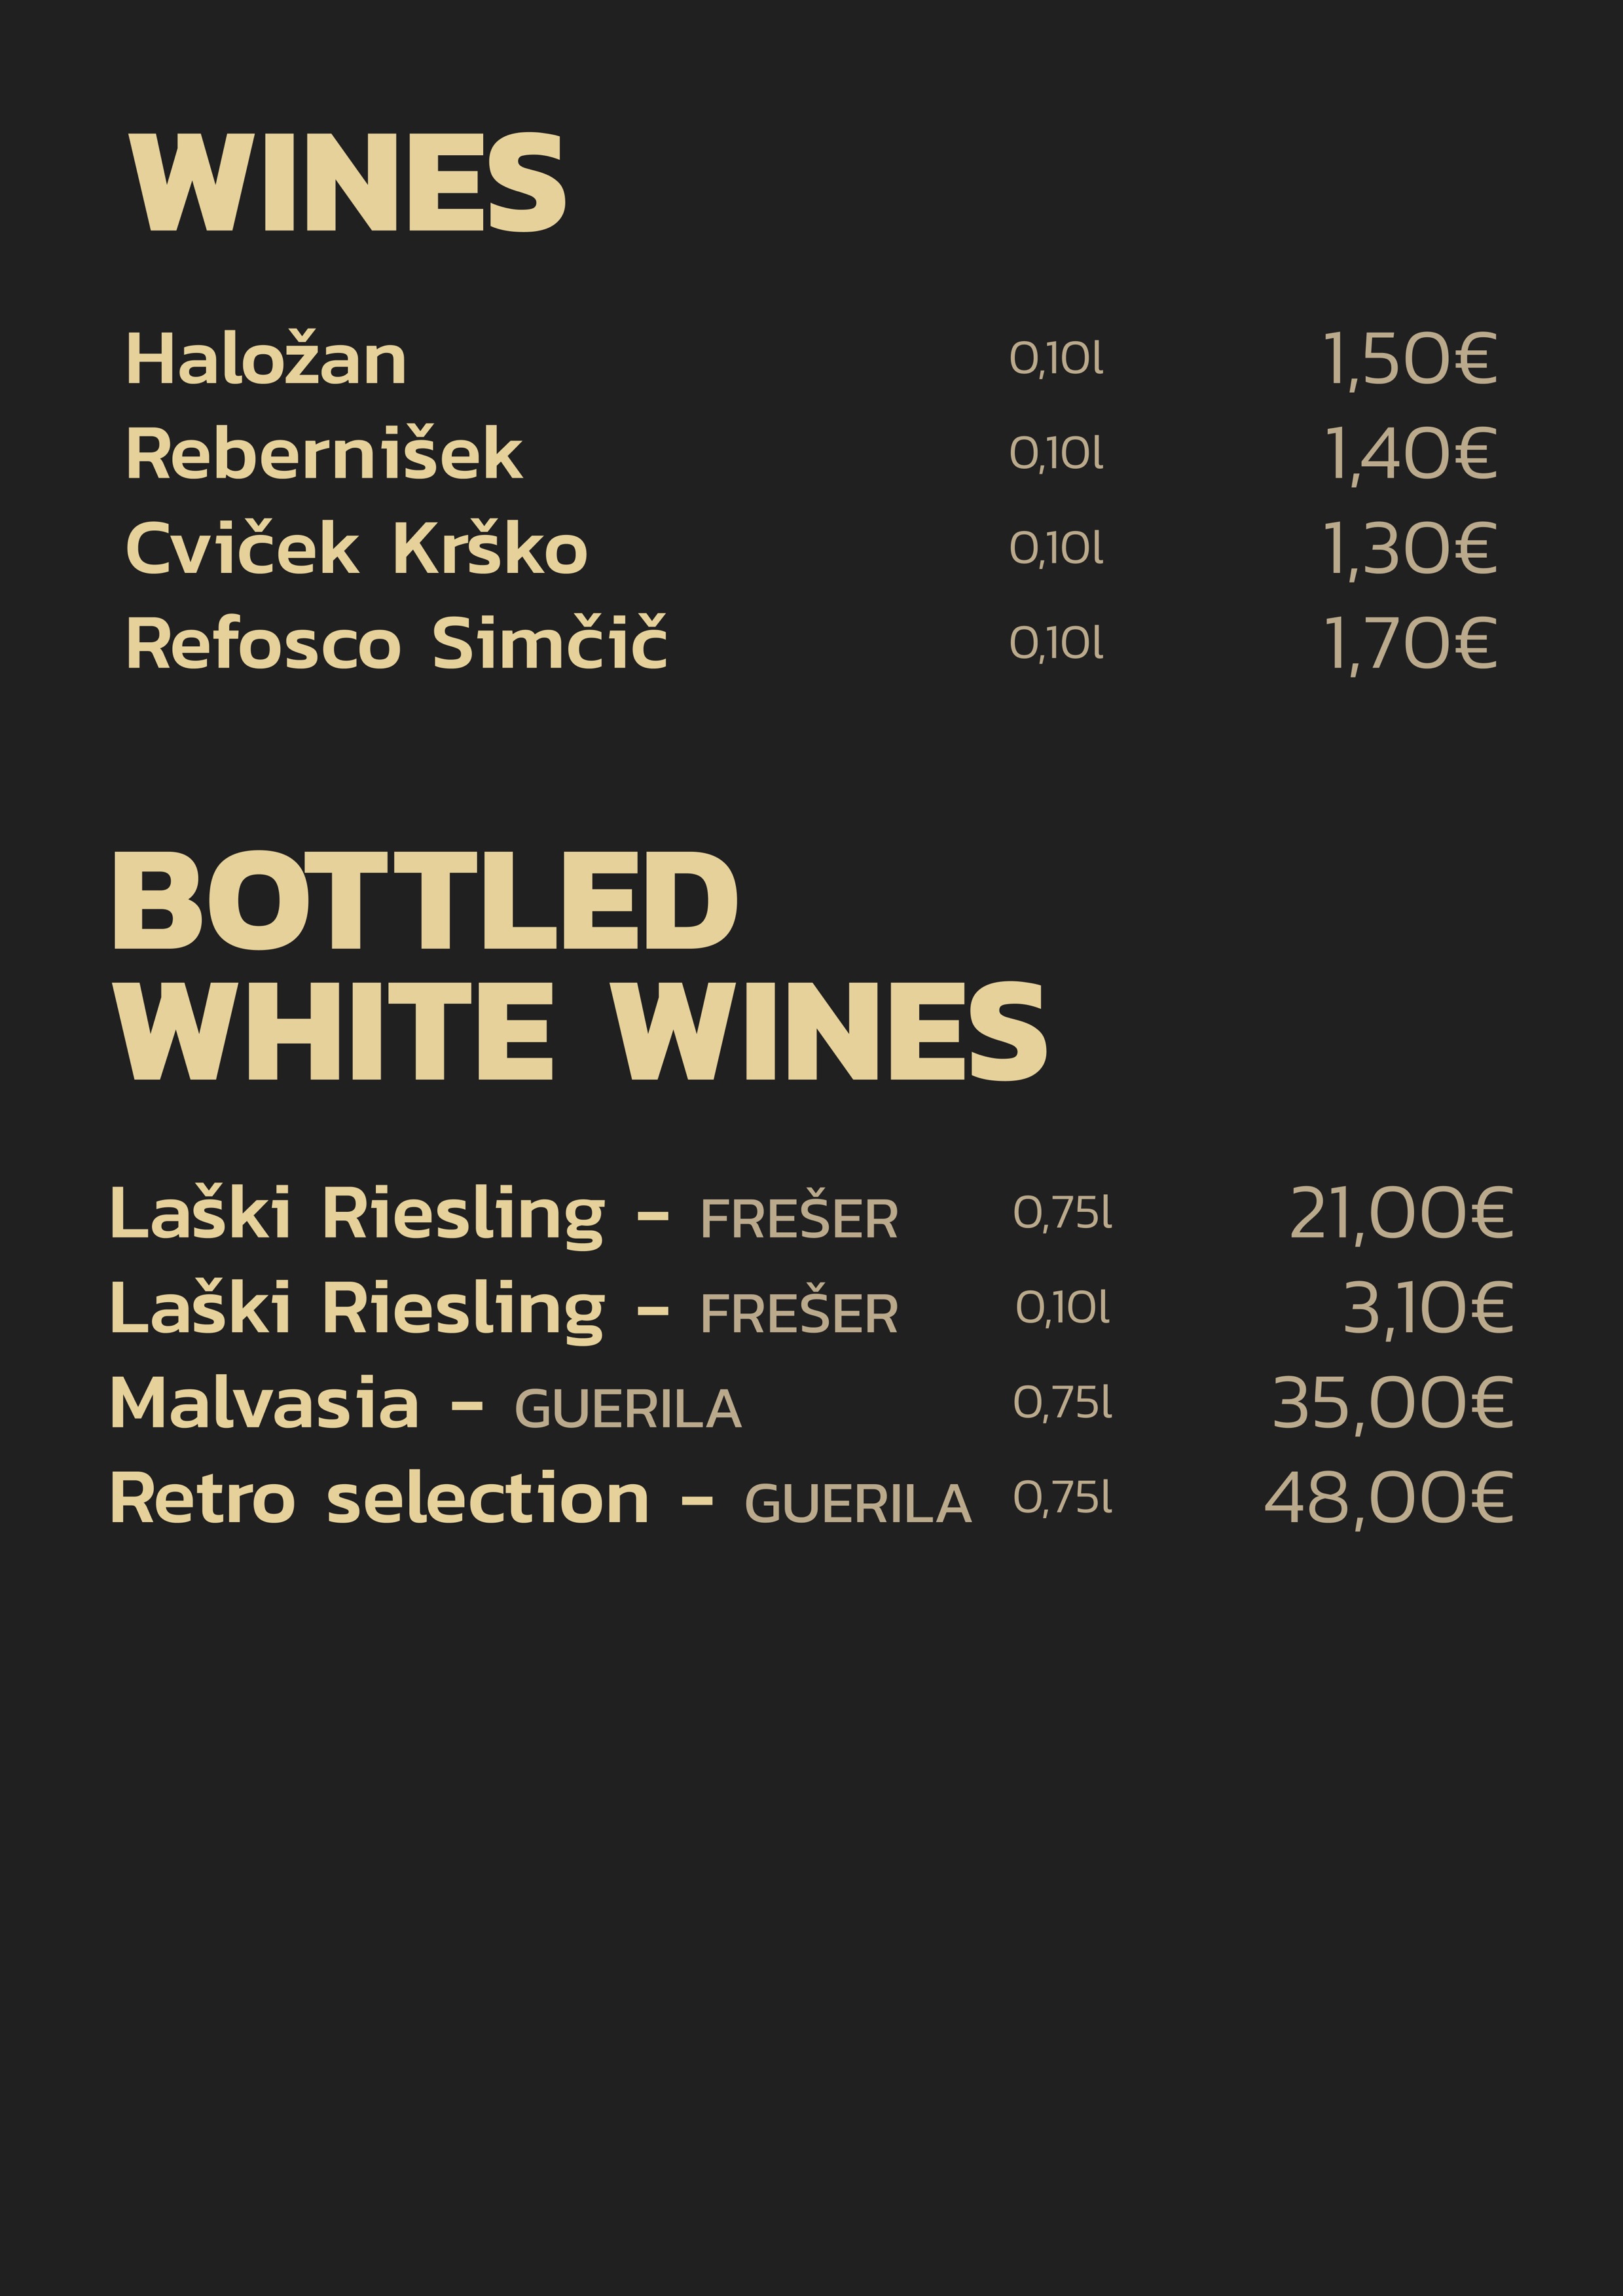 WINES
Haložan 0,10l 1,50€
Rebernišek 0,10l 1,40€
Cviček Krško 0,10l 1,30€
Refosco Simčič 0,10l 1,70€
BOTTLED
WHITE WINES
Laški Riesling - FREŠER 0,75l 21,00€
Laški Riesling - FREŠER 0,10l 3,10€
Malvasia - GUERILA 0,75l 35,00€
Retro selection - GUERILA 0,75l 48,00€